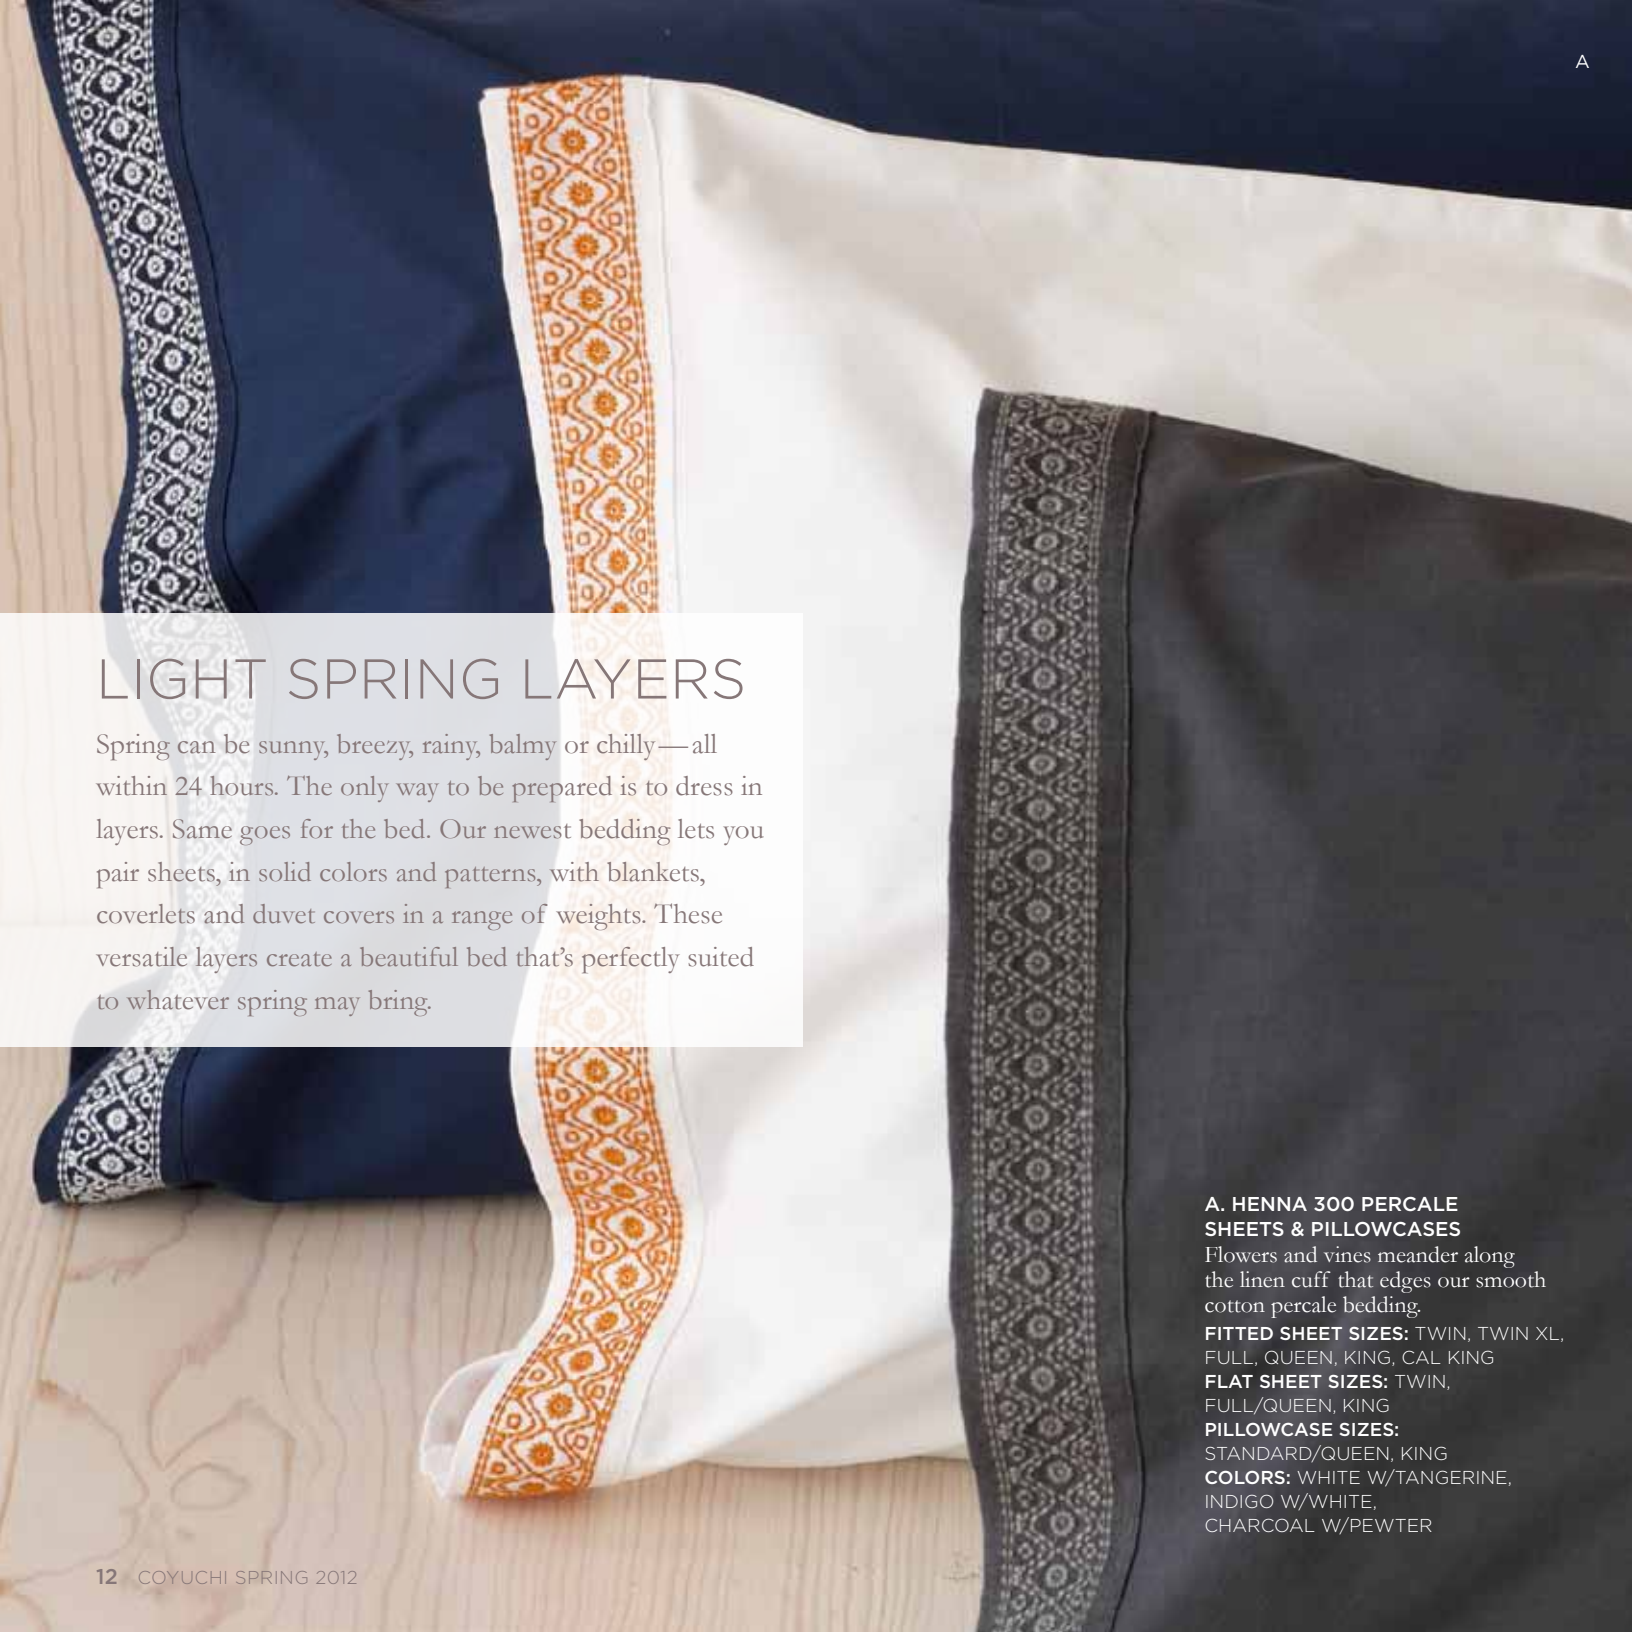 A
LIGHT SPRING LAYERS
Spring can be sunny, breezy, rainy, balmy or chilly — all
within 24 hours. The only way to be prepared is to dress in
layers. Same goes for the bed. Our newest bedding lets you
pair sheets, in solid colors and patterns, with blankets,
coverlets and duvet covers in a range of weights. These
versatile layers create a beautiful bed that’s perfectly suited
to whatever spring may bring.
A. HENNA 300 PERCALE
SHEETS & PILLOWCASES
Flowers and vines meander along
the linen cuff that edges our smooth
cotton percale bedding.
FITTED SHEET SIZES: TWIN, TWIN XL,
FULL, QUEEN, KING, CAL KING
FLAT SHEET SIZES: TWIN,
FULL/QUEEN, KING
PILLOWCASE SIZES:
STANDARD/QUEEN, KING
COLORS: WHITE W/TANGERINE,
INDIGO W/WHITE,
CHARCOAL W/PEWTER
12 COYUCHI SPRING 2012